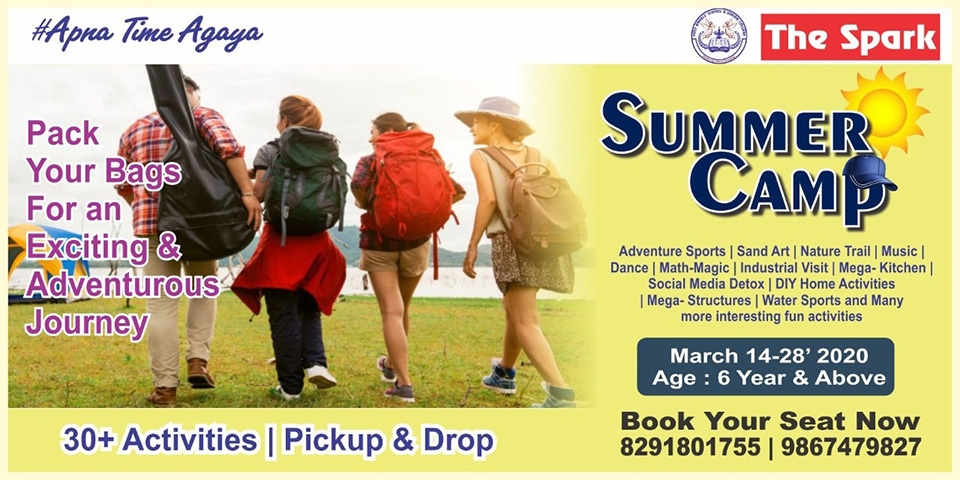 #Apna Time Agaya
The Spark
Pack
Your Bags
For an
Exciting &
Adventurous
Journey
SUMMER
CAMP
Adventure Sports | Sand Art | Nature Trail | Music |
Dance | Math-Magic | Industrial Visit | Mega- Kitchen |
Social Media Detox | DIY Home Activities
| Mega- Structures | Water Sports and Many
more interesting fun activities
March 14-28' 2020
Age : 6 Year & Above
30+ Activities | Pickup & Drop
Book Your Seat Now
8291801755 | 9867479827